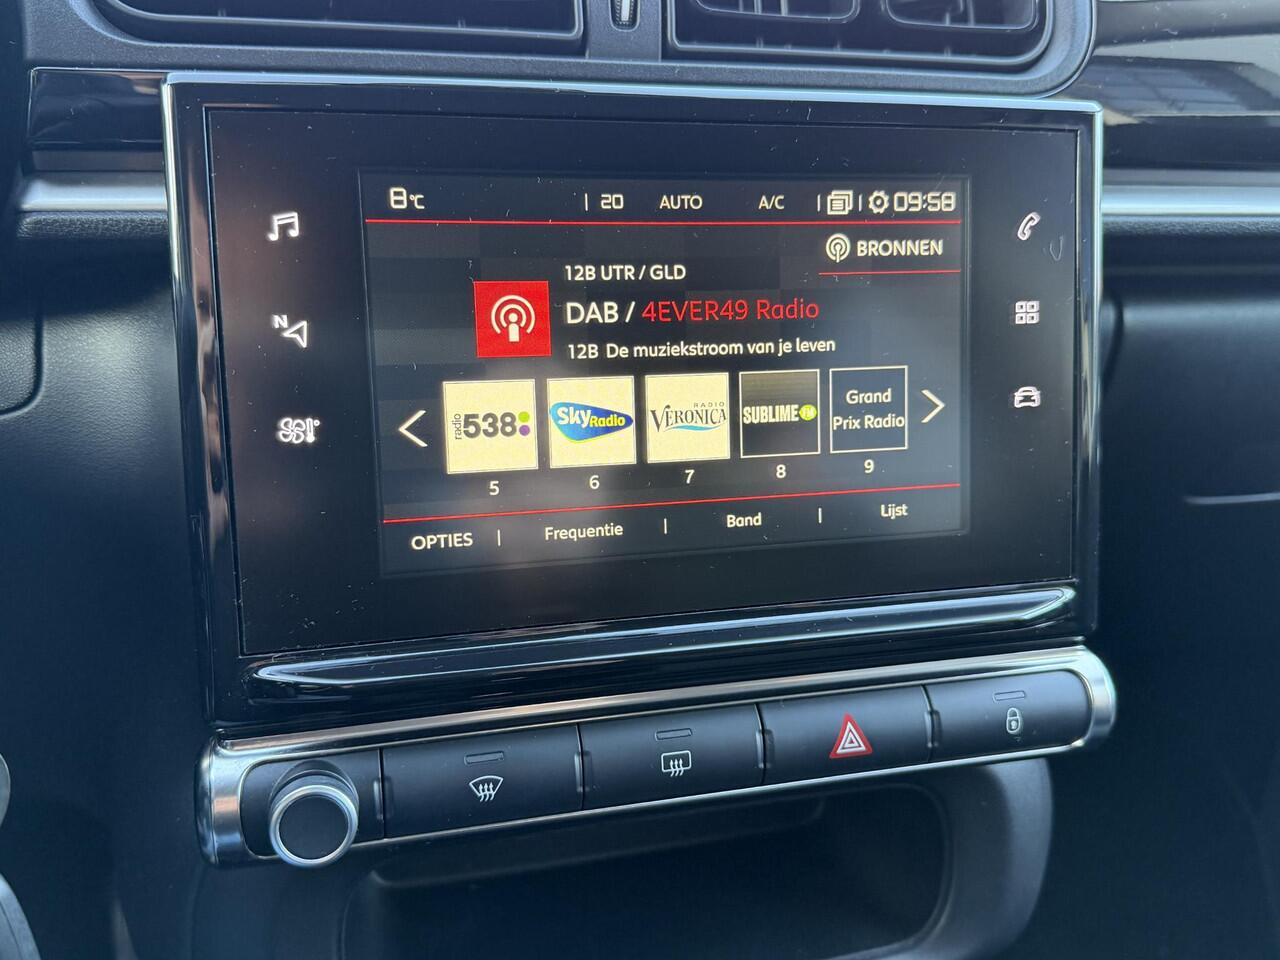 8°C | 20 AUTO A/C | | 09:58
BRONNEN
12B UTR / GLD
DAB / 4EVER49 Radio
12B De muziekstroom van je leven
N
< radio 538 Sky Radio RADIO VERONICA SUBLIME FM Grand Prix Radio >
5 6 7 8 9
OPTIES | Frequentie | Band | Lijst